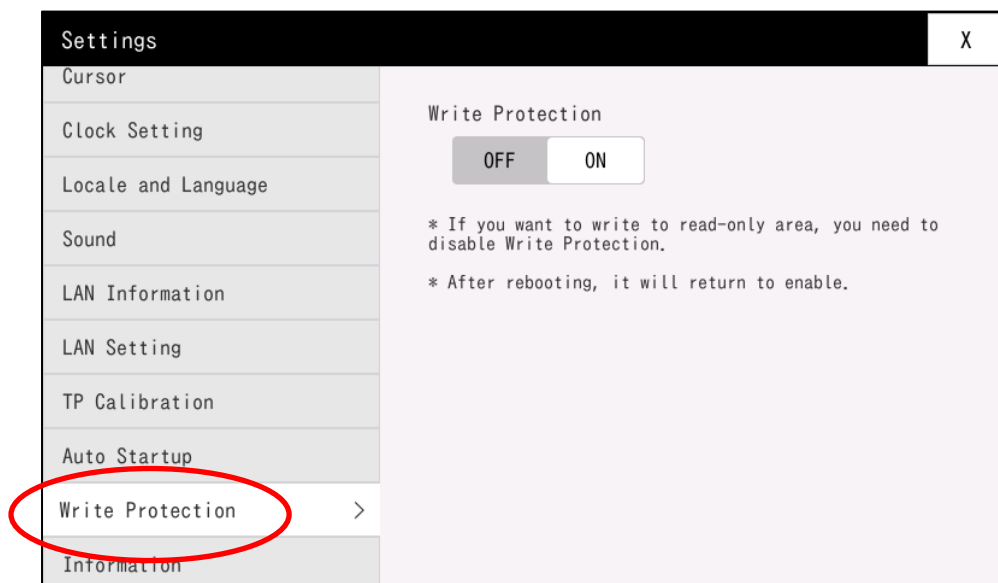 Settings
X
Cursor
Clock Setting
Locale and Language
Sound
LAN Information
LAN Setting
TP Calibration
Auto Startup
Write Protection
>
Information
Write Protection
OFF ON
* If you want to write to read-only area, you need to
disable Write Protection.
* After rebooting, it will return to enable.